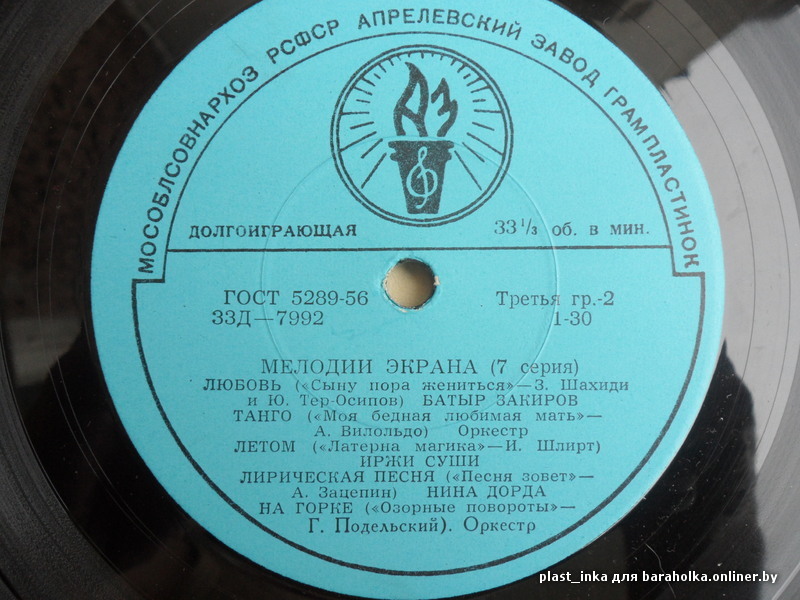 МОСОБЛСОВНАРХОЗ РСФСР АПРЕЛЕВСКИЙ ЗАВОД ГРАМПЛАСТИНОК
АЗ
ДОЛГОИГРАЮЩАЯ 33 1/3 об. в мин.
ГОСТ 5289-56 Третья гр.-2
33Д—7992 1-30
МЕЛОДИИ ЭКРАНА (7 серия)
ЛЮБОВЬ («Сыну пора жениться»—З. Шахиди
и Ю. Тер-Осипов) БАТЫР ЗАКИРОВ
ТАНГО («Моя бедная любимая мать»—
А. Вилольдо) Оркестр
ЛЕТОМ («Латерна магика»—И. Шлирт)
ИРЖИ СУШИ
ЛИРИЧЕСКАЯ ПЕСНЯ («Песня зовет»—
А. Зацепин) НИНА ДОРДА
НА ГОРКЕ («Озорные повороты»—
Г. Подельский). Оркестр
plast_inka для baraholka.onliner.by